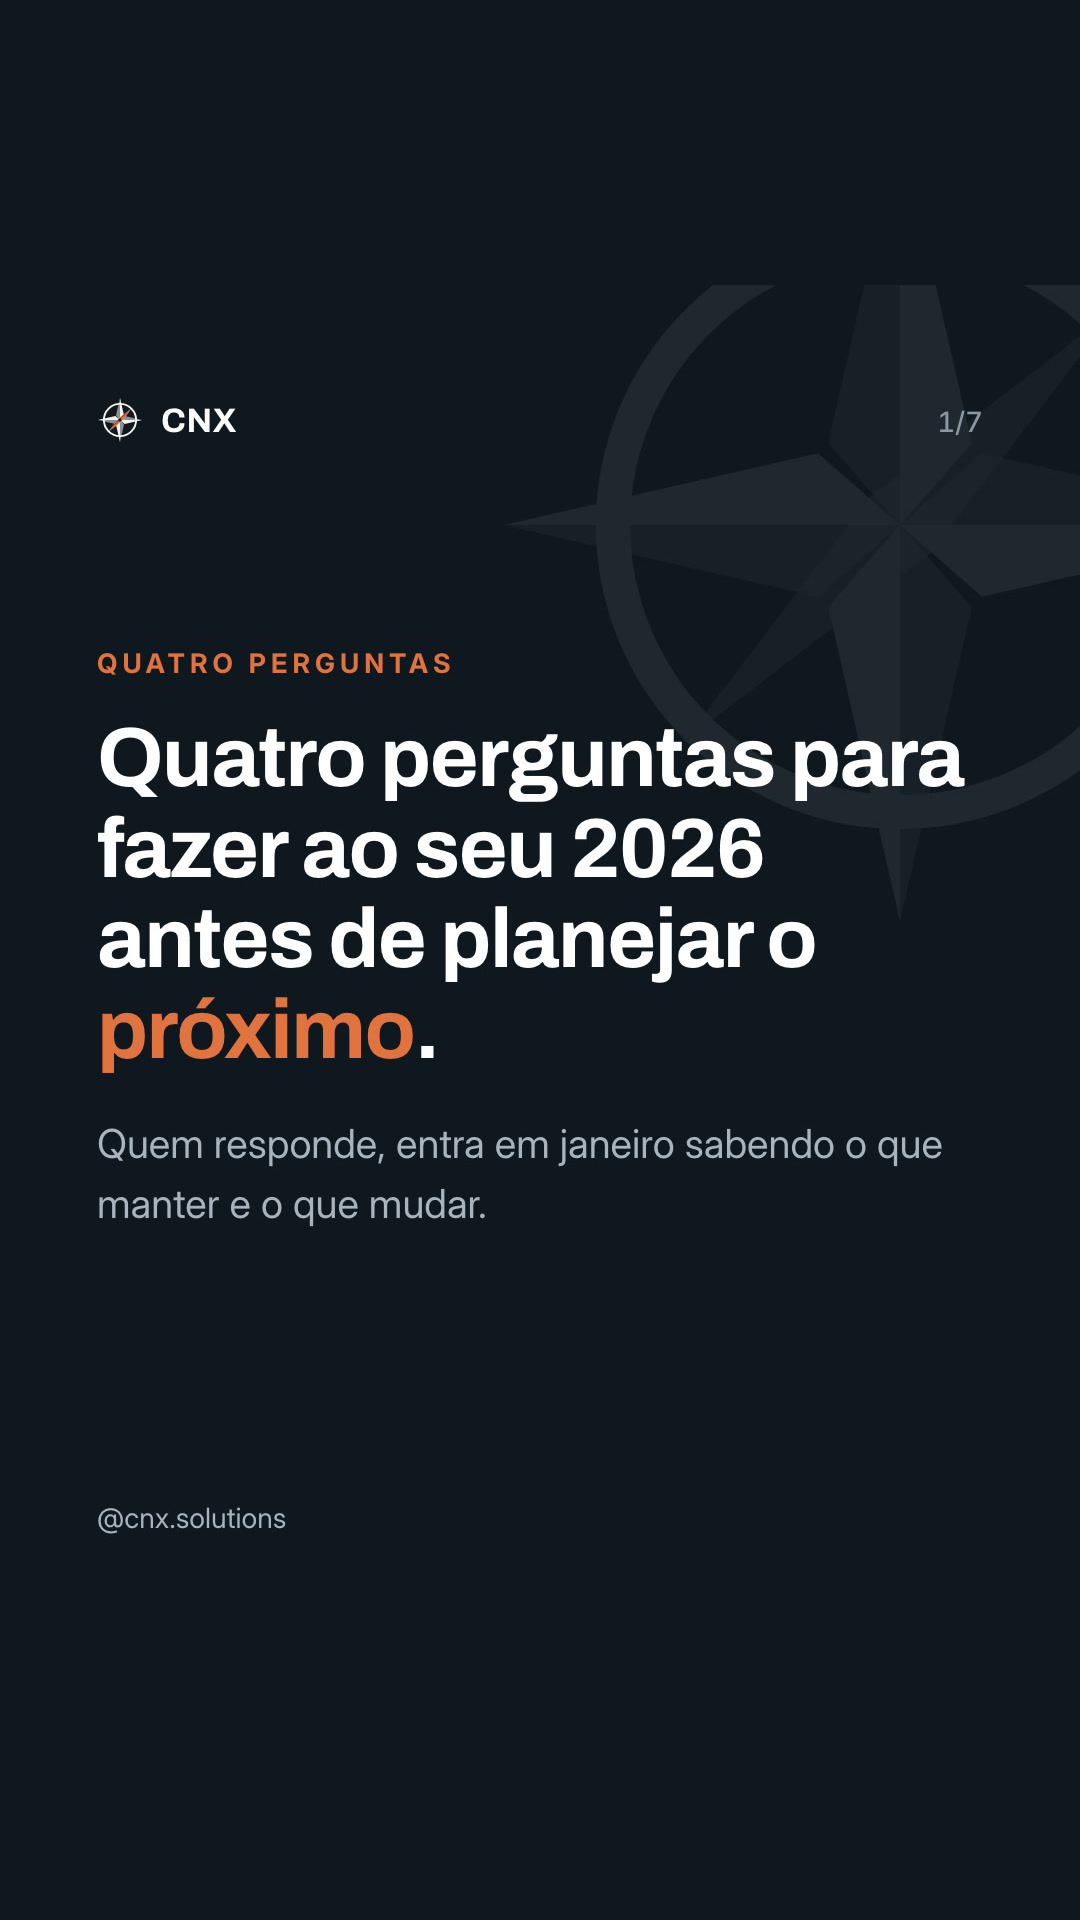 CNX
1/7
QUATRO PERGUNTAS
Quatro perguntas para
fazer ao seu 2026
antes de planejar o
próximo.
Quem responde, entra em janeiro sabendo o que
manter e o que mudar.
@cnx.solutions